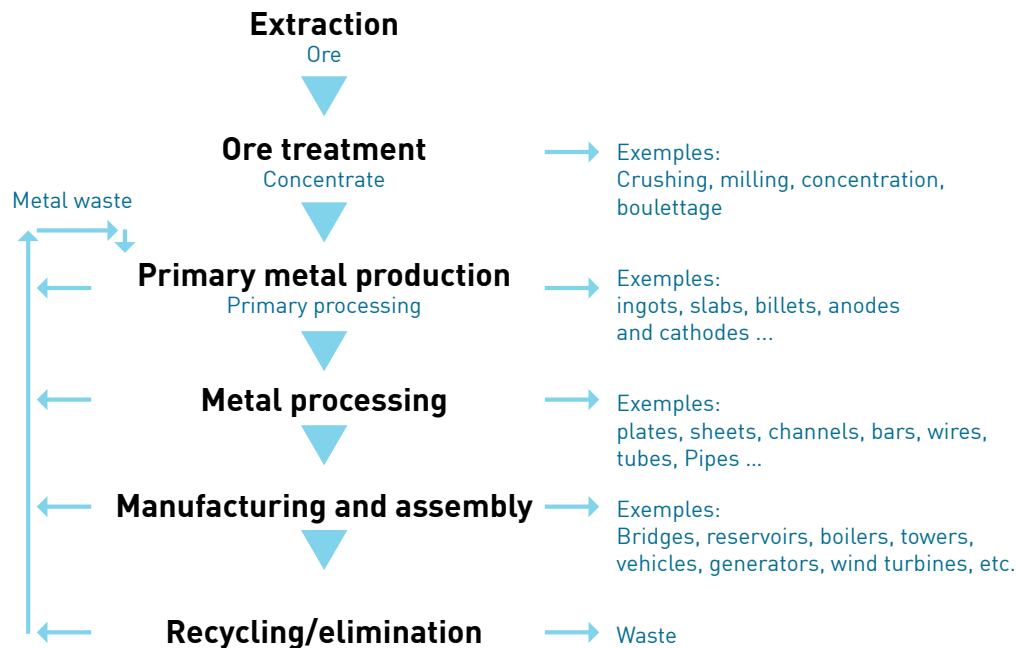 Extraction
Ore
Ore treatment
Concentrate
Exemples:
Crushing, milling, concentration,
boulettage
Metal waste
Primary metal production
Primary processing
Exemples:
ingots, slabs, billets, anodes
and cathodes ...
Metal processing
Exemples:
plates, sheets, channels, bars, wires,
tubes, Pipes ...
Manufacturing and assembly
Exemples:
Bridges, reservoirs, boilers, towers,
vehicles, generators, wind turbines, etc.
Recycling/elimination
Waste